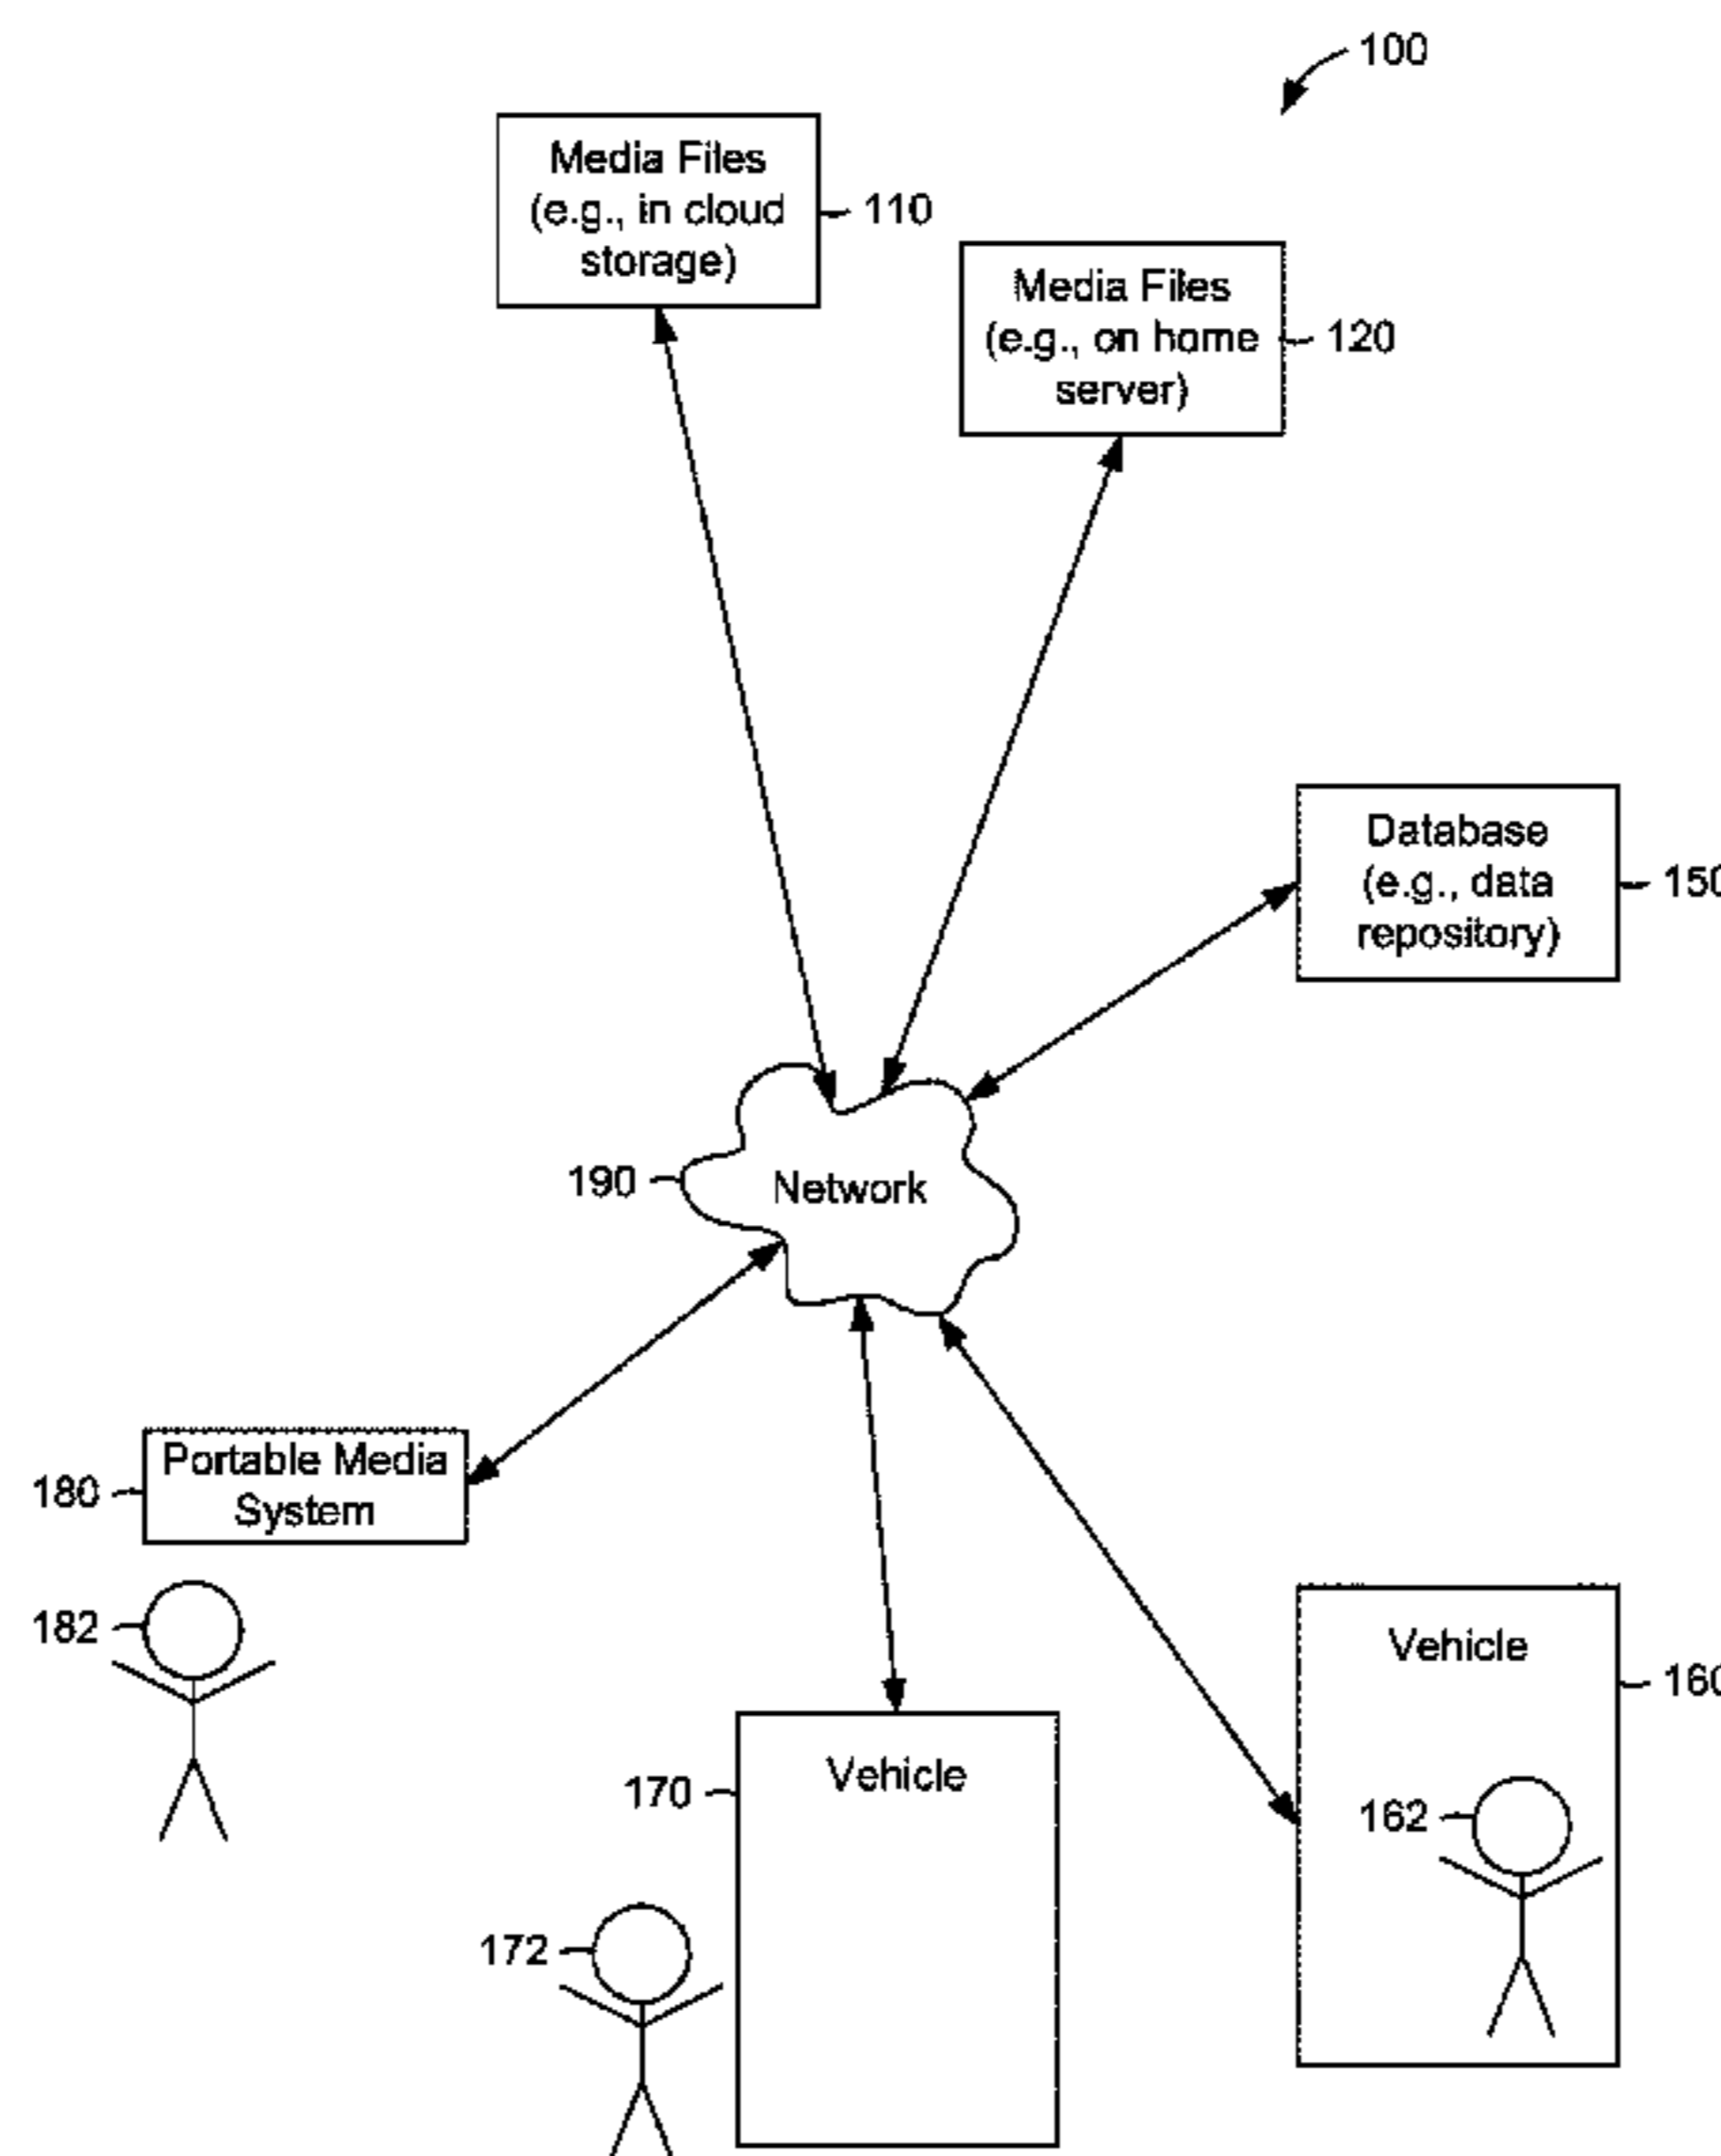 100
Media Files
(e.g., in cloud
storage)
110
Media Files
(e.g., on home
server)
120
Database
(e.g., data
repository)
150
190
Network
Portable Media
System
180
182
Vehicle
160
162
Vehicle
170
172